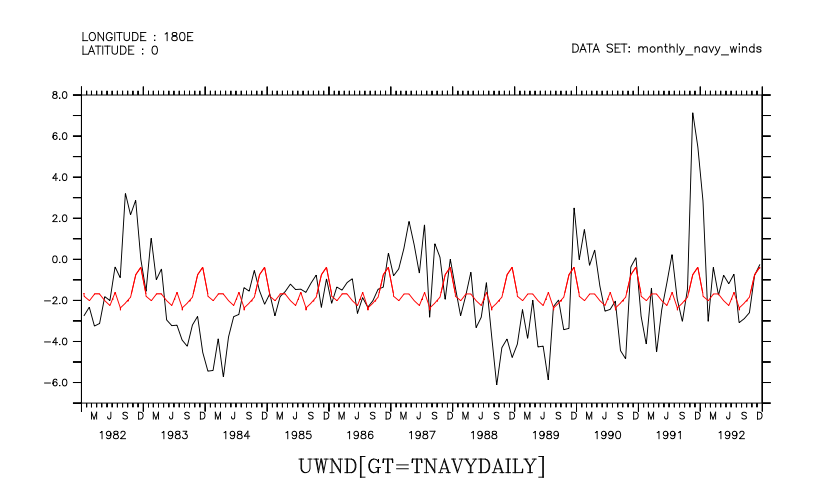 LONGITUDE : 180E
LATITUDE : 0
DATA SET: monthly_navy_winds
8.0
6.0
4.0
2.0
0.0
−2.0
−4.0
−6.0
M J S D M J S D M J S D M J S D M J S D M J S D M J S D M J S D M J S D M J S D M J S D
1982 1983 1984 1985 1986 1987 1988 1989 1990 1991 1992
UWND[GT=TNAVYDAILY]